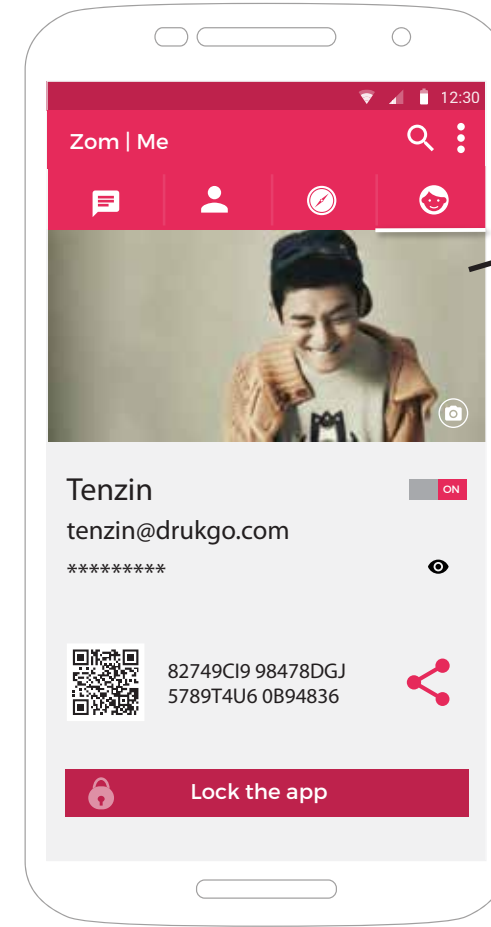 12:30
Zom | Me
Tenzin
ON
tenzin@drukgo.com
*********
82749CI9 98478DGJ
5789T4U6 0B94836
Lock the app